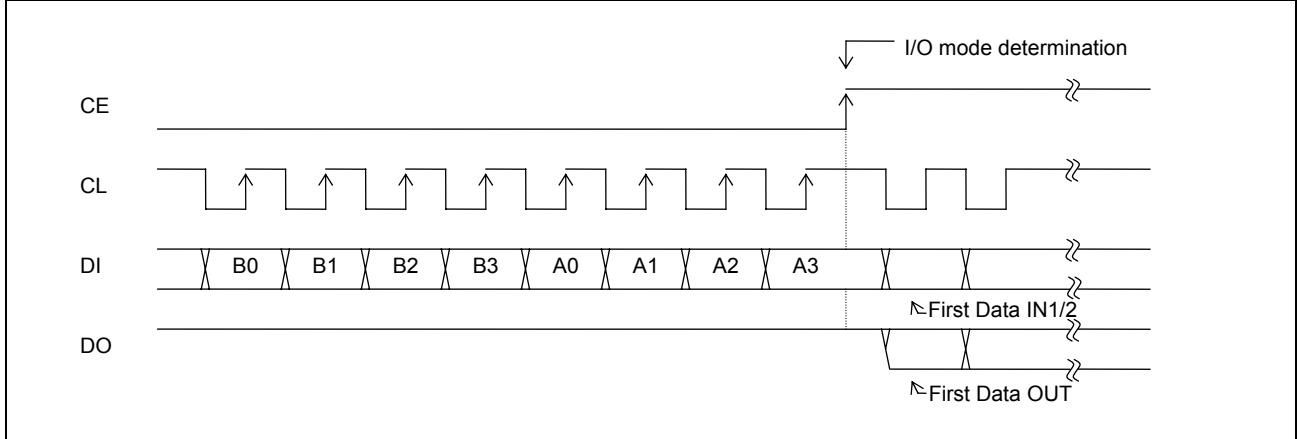 I/O mode determination
CE
CL
DI B0 B1 B2 B3 A0 A1 A2 A3
First Data IN1/2
DO
First Data OUT